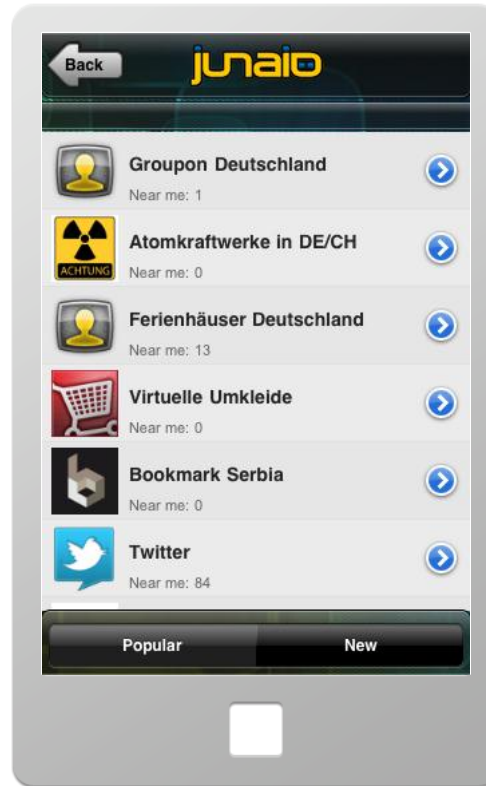 Back
junaio
Groupon Deutschland
Near me: 1
ACHTUNG
Atomkraftwerke in DE/CH
Near me: 0
Ferienhäuser Deutschland
Near me: 13
Virtuelle Umkleide
Near me: 0
Bookmark Serbia
Near me: 0
Twitter
Near me: 84
Popular
New